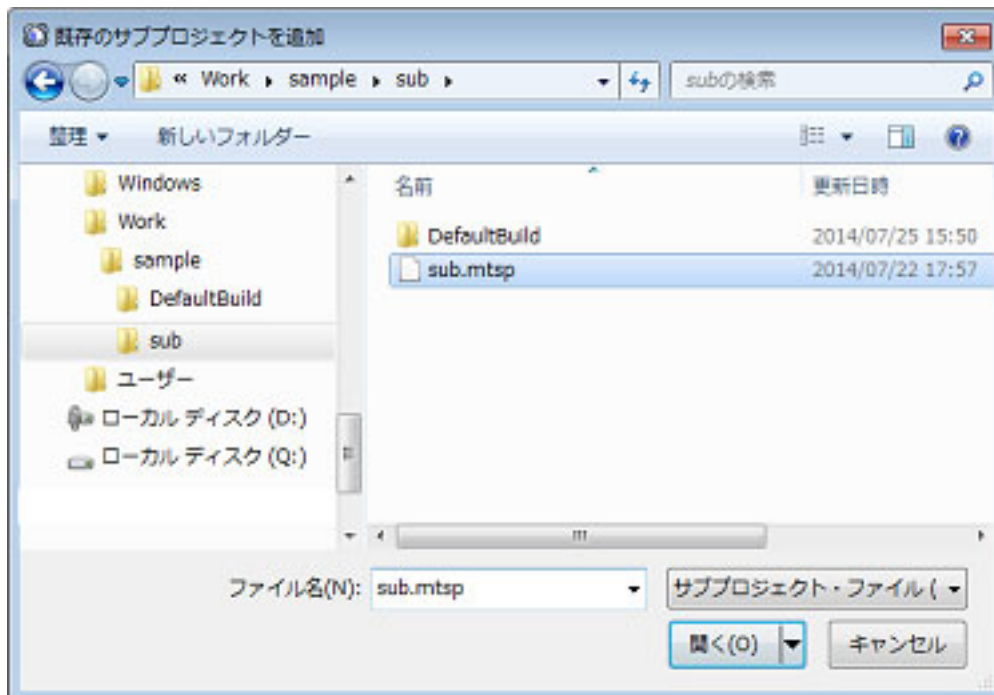 既存のサブプロジェクトを追加
« Work ▸ sample ▸ sub ▸
subの検索
整理 新しいフォルダー
Windows
Work
sample
DefaultBuild
sub
ユーザー
ローカル ディスク (D:)
ローカル ディスク (Q:)
名前 更新日時
DefaultBuild 2014/07/25 15:50
sub.mtsp 2014/07/22 17:57
ファイル名(N): sub.mtsp サブプロジェクト・ファイル (
開く(O) キャンセル